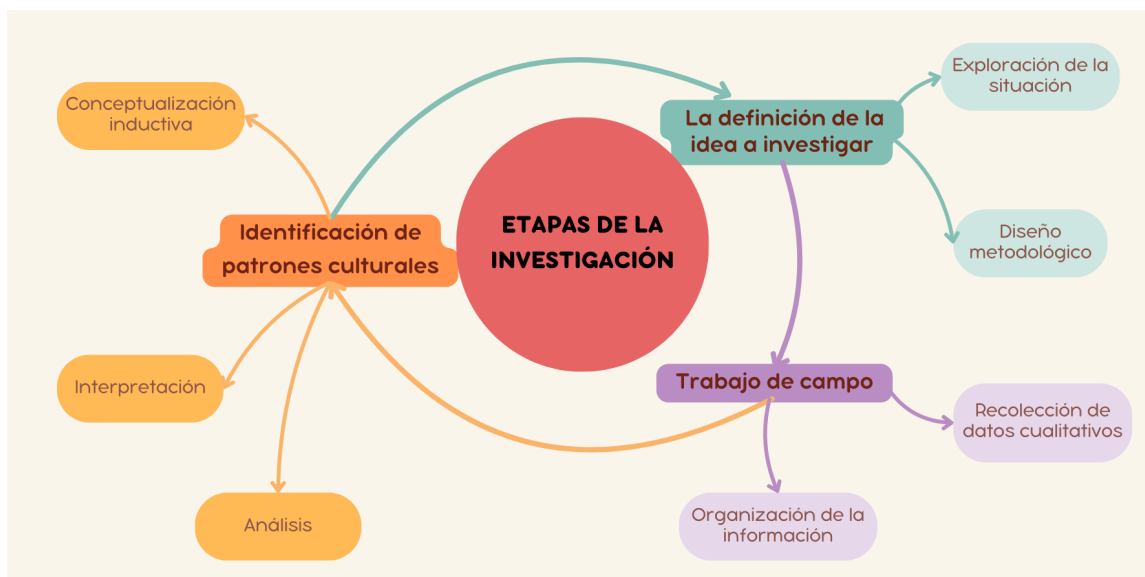 ETAPAS DE LA
INVESTIGACIÓN
La definición de la
idea a investigar
Exploración de la
situación
Diseño
metodológico
Trabajo de campo
Recolección de
datos cualitativos
Organización de la
información
Identificación de
patrones culturales
Análisis
Interpretación
Conceptualización
inductiva